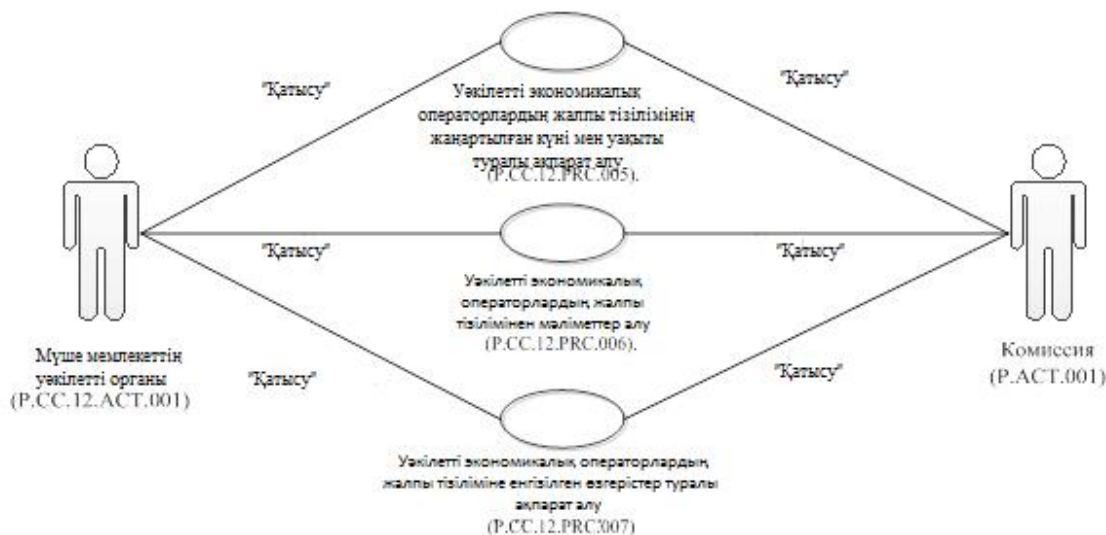 "Қатысу"
"Қатысу"
Уәкілетті экономикалық
операторлардың жалпы тізілімінің
жаңартылған күні мен уақыты
туралы ақпарат алу
(P.CC.12.PRC.005).
"Қатысу"
"Қатысу"
Уәкілетті экономикалық
операторлардың жалпы
тізілімінен мәліметтер алу
(P.CC.12.PRC.006).
Мүше мемлекеттің
уәкілетті органы
(P.CC.12.ACT.001)
Комиссия
(P.ACT.001)
"Қатысу"
"Қатысу"
Уәкілетті экономикалық операторлардың
жалпы тізіліміне енгізілген өзгерістер туралы
ақпарат алу
(P.CC.12.PRC.007)